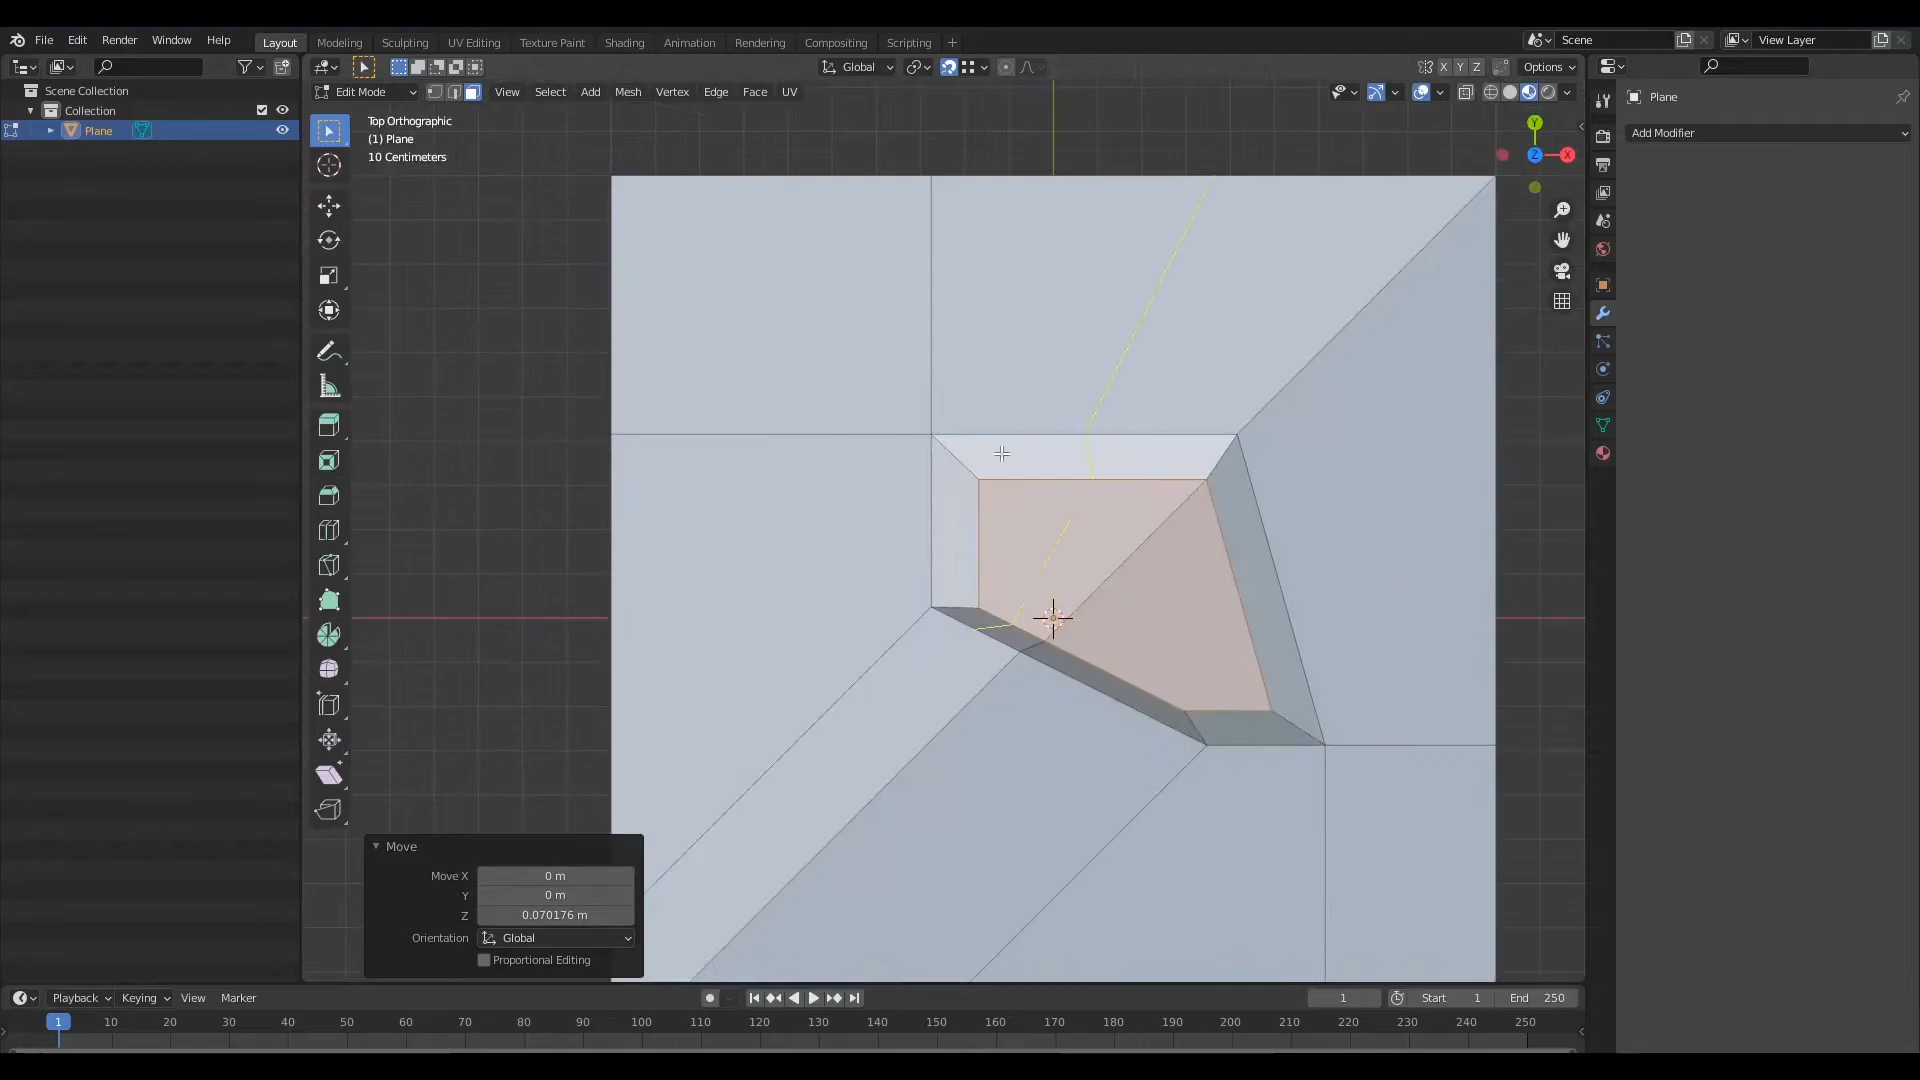 File Edit Render Window Help Layout Modeling Sculpting UV Editing Texture Paint Shading Animation Rendering Compositing Scripting + Scene View Layer
Global X Y Z Options
Scene Collection
Collection
Plane
Edit Mode View Select Add Mesh Vertex Edge Face UV
Plane
Add Modifier
Top Orthographic
(1) Plane
10 Centimeters
Y
Z X
Move
Move X 0 m
Y 0 m
Z 0.070176 m
Orientation Global
Proportional Editing
Playback Keying View Marker 1 Start 1 End 250
1 10 20 30 40 50 60 70 80 90 100 110 120 130 140 150 160 170 180 190 200 210 220 230 240 250